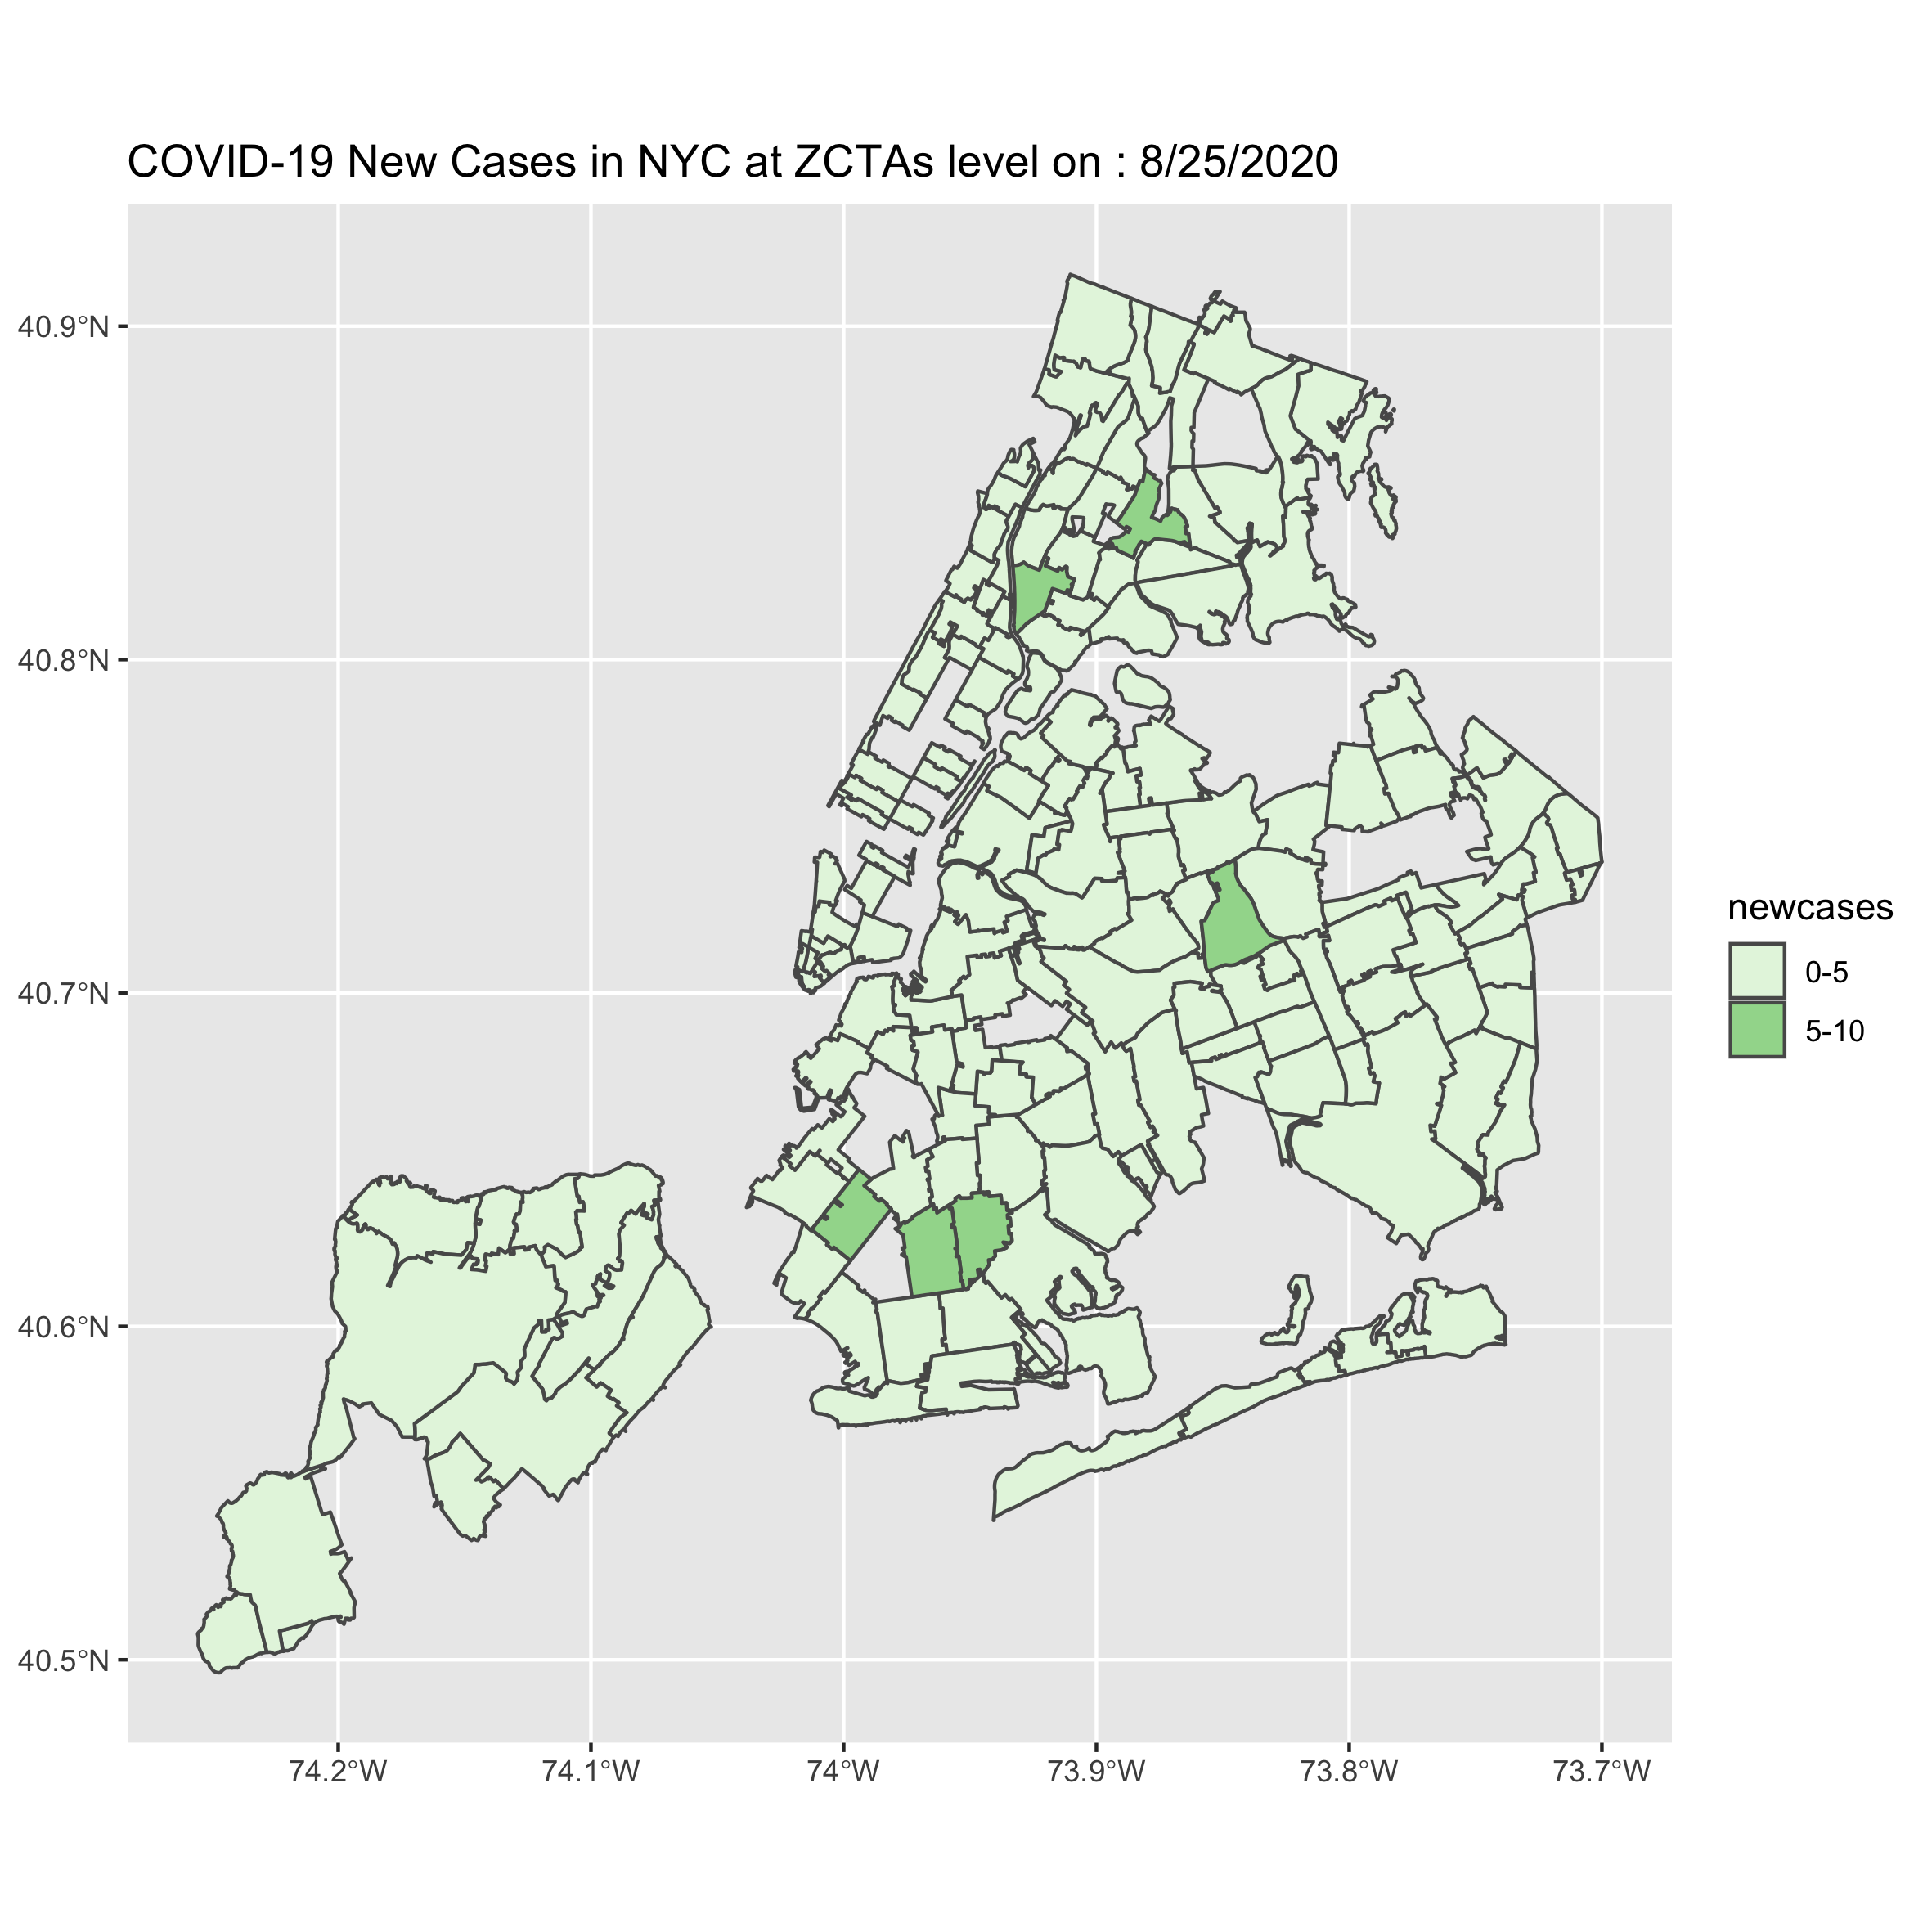 COVID-19 New Cases in NYC at ZCTAs level on : 8/25/2020
40.9°N
40.8°N
40.7°N
40.6°N
40.5°N
74.2°W
74.1°W
74°W
73.9°W
73.8°W
73.7°W
newcases
0-5
5-10